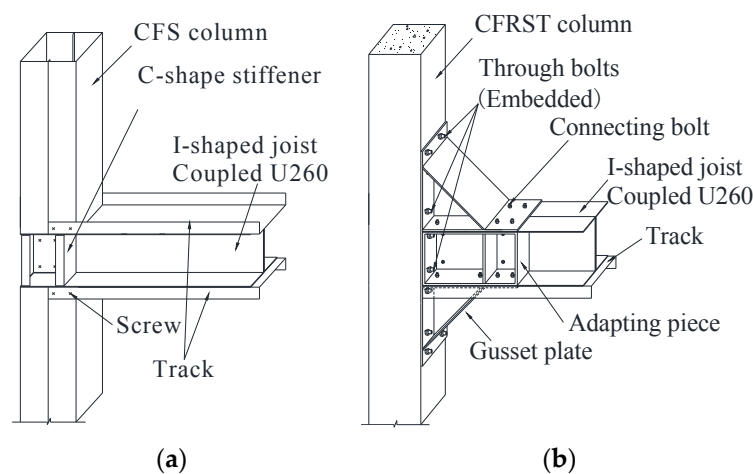 CFS column
C-shape stiffener
I-shaped joist
Coupled U260
Screw
Track
(a)
CFRST column
Through bolts
(Embedded)
Connecting bolt
I-shaped joist
Coupled U260
Track
Adapting piece
Gusset plate
(b)